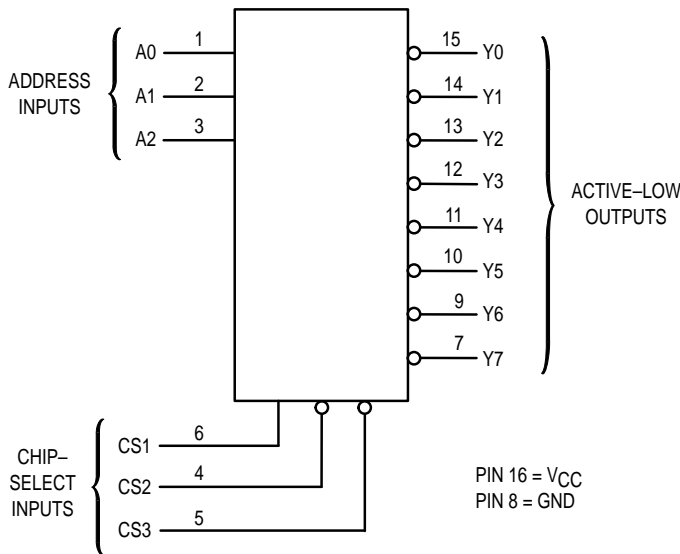 A0 1 15 Y0
ADDRESS
INPUTS
A1 2 14 Y1
A2 3 13 Y2
12 Y3
ACTIVE–LOW
OUTPUTS
11 Y4
10 Y5
9 Y6
7 Y7
CS1 6
CHIP–
SELECT
INPUTS
CS2 4
CS3 5
PIN 16 = VCC
PIN 8 = GND